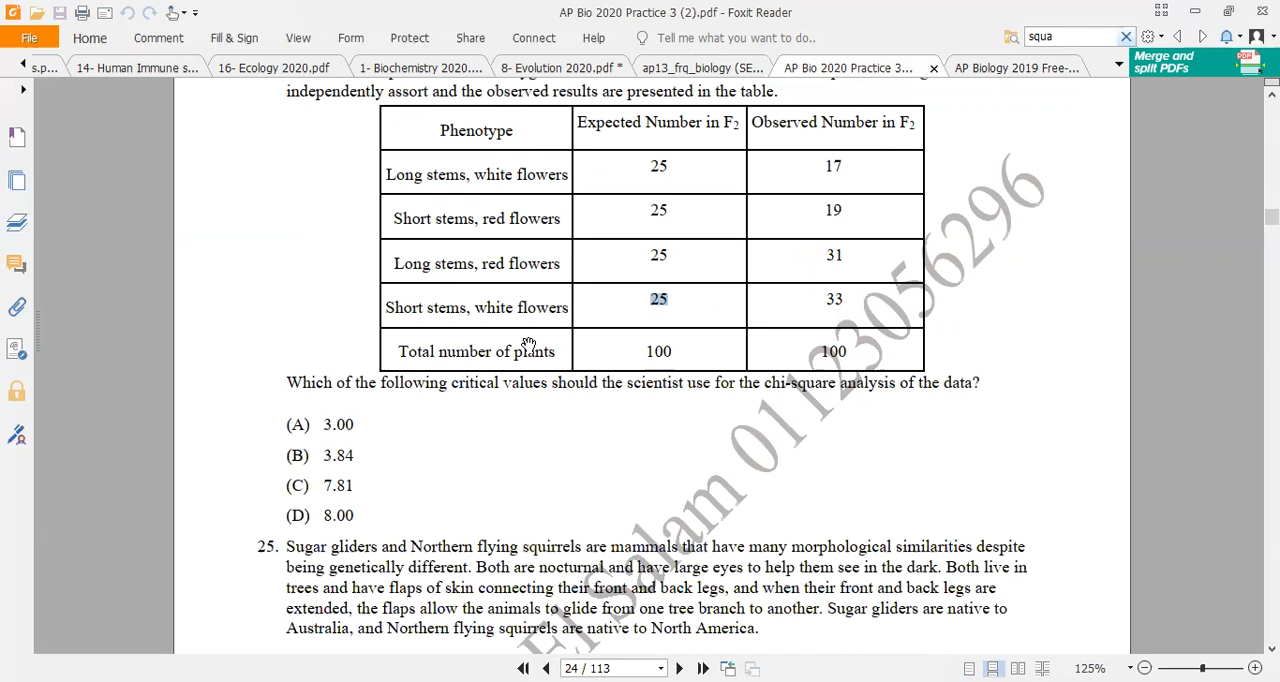 AP Bio 2020 Practice 3 (2).pdf - Foxit Reader
File Home Comment Fill & Sign View Form Protect Share Connect Help Tell me what you want to do.. squa
s.p... 14- Human Immune s... 16- Ecology 2020.pdf 1- Biochemistry(2020... 8- Evolution 2020.pdf * ap13_frq_biology (SE... AP Bio 2020 Practice 3... AP Biology 2019 Free-... Merge and split PDFs
independently assort and the observed results are presented in the table.
Phenotype Expected Number in F2 Observed Number in F2
Long stems, white flowers 25 17
Short stems, red flowers 25 19
Long stems, red flowers 25 31
Short stems, white flowers 25 33
Total number of plants 100 100
Which of the following critical values should the scientist use for the chi-square analysis of the data?
(A) 3.00
(B) 3.84
(C) 7.81
(D) 8.00
25. Sugar gliders and Northern flying squirrels are mammals that have many morphological similarities despite
being genetically different. Both are nocturnal and have large eyes to help them see in the dark. Both live in
trees and have flaps of skin connecting their front and back legs, and when their front and back legs are
extended, the flaps allow the animals to glide from one tree branch to another. Sugar gliders are native to
Australia, and Northern flying squirrels are native to North America.
El Salam 01123056296
24 / 113 125%